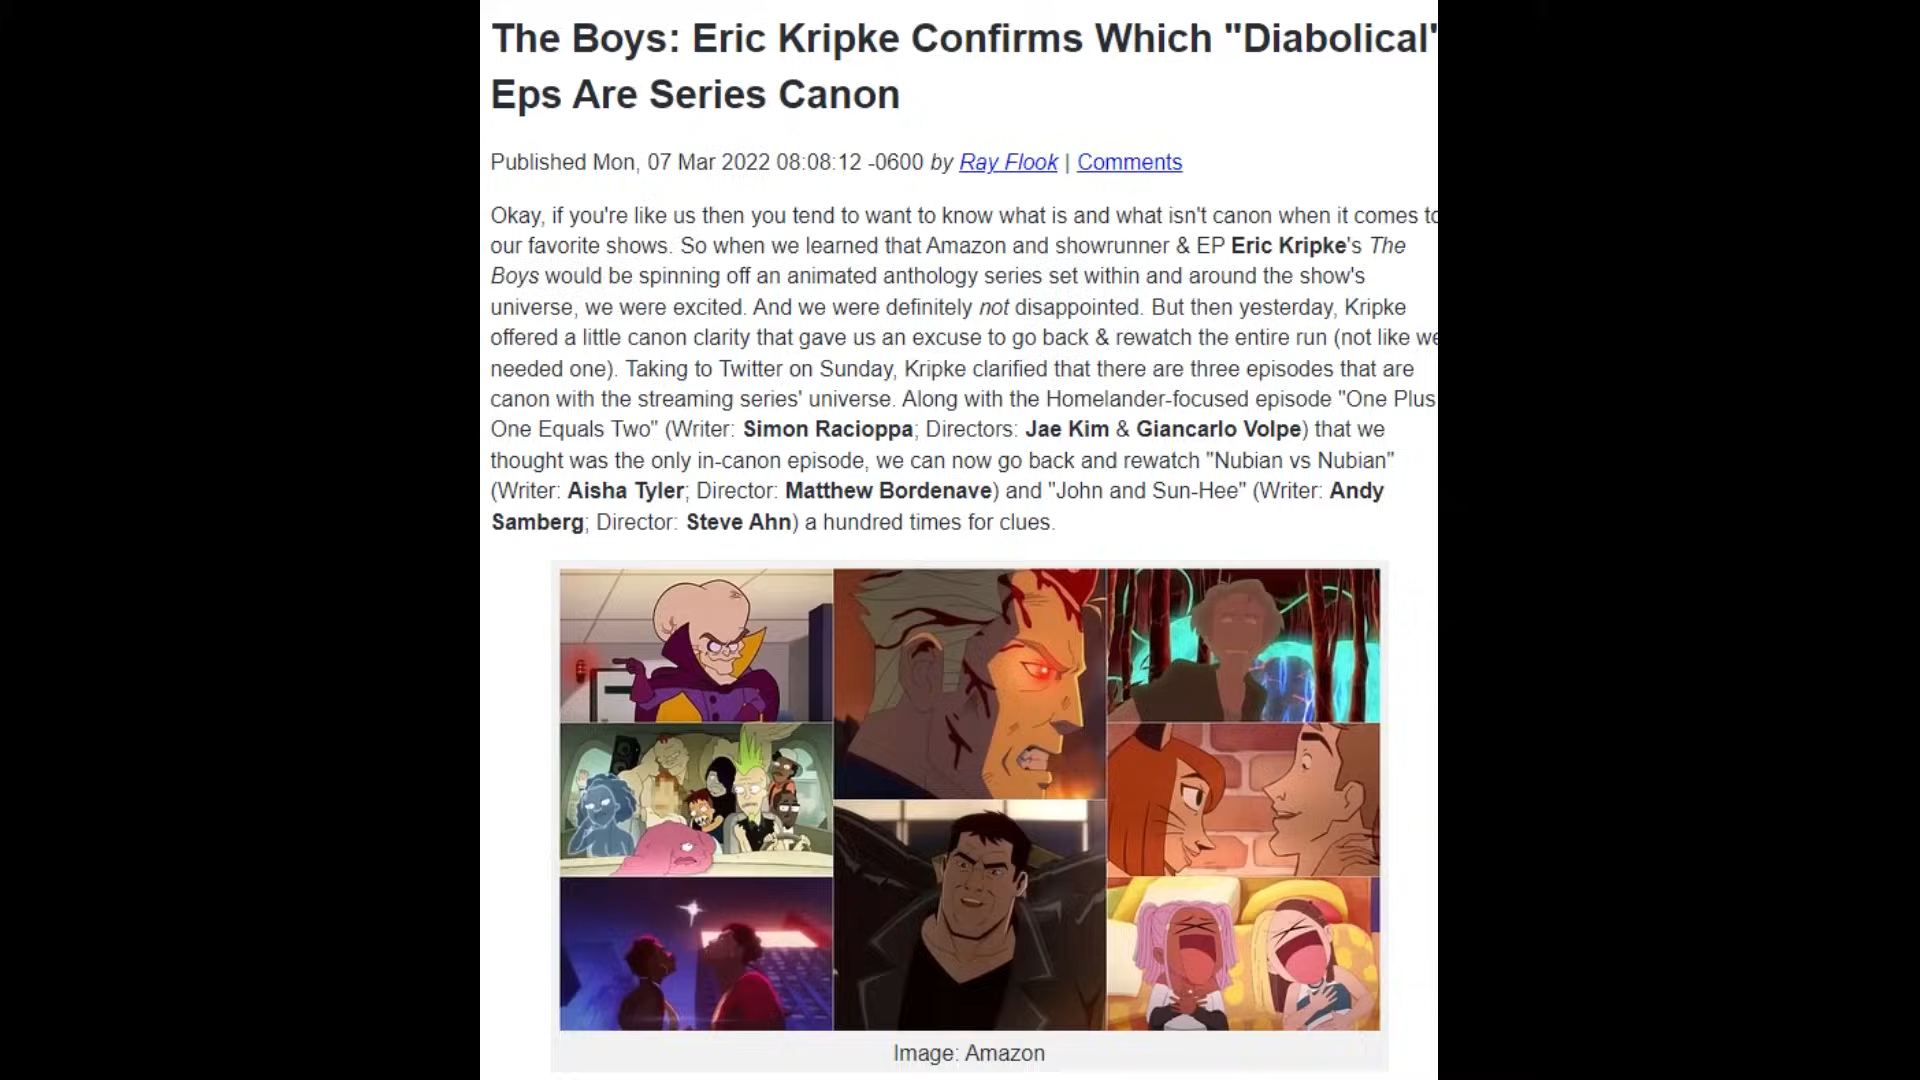 The Boys: Eric Kripke Confirms Which "Diabolical"
Eps Are Series Canon
Published Mon, 07 Mar 2022 08:08:12 -0600 by Ray Flook | Comments
Okay, if you're like us then you tend to want to know what is and what isn't canon when it comes to
our favorite shows. So when we learned that Amazon and showrunner & EP Eric Kripke's The
Boys would be spinning off an animated anthology series set within and around the show's
universe, we were excited. And we were definitely not disappointed. But then yesterday, Kripke
offered a little canon clarity that gave us an excuse to go back & rewatch the entire run (not like we
needed one). Taking to Twitter on Sunday, Kripke clarified that there are three episodes that are
canon with the streaming series' universe. Along with the Homelander-focused episode "One Plus
One Equals Two" (Writer: Simon Racioppa; Directors: Jae Kim & Giancarlo Volpe) that we
thought was the only in-canon episode, we can now go back and rewatch "Nubian vs Nubian"
(Writer: Aisha Tyler; Director: Matthew Bordenave) and "John and Sun-Hee" (Writer: Andy
Samberg; Director: Steve Ahn) a hundred times for clues.
Image: Amazon